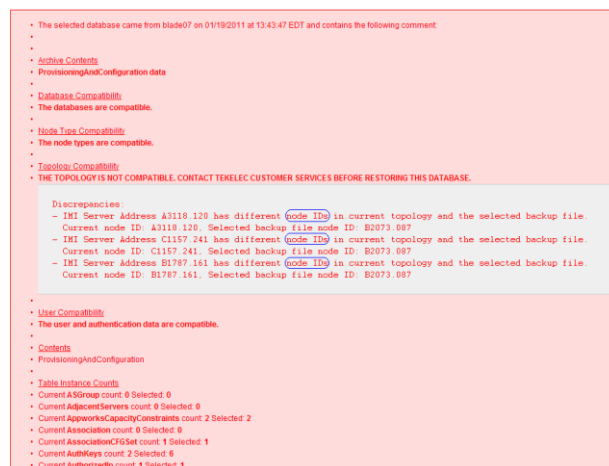 The selected database came from blade07 on 01/19/2011 at 13:43:47 EDT and contains the following comment:
Archive Contents
ProvisioningAndConfiguration data
Database Compatibility
The databases are compatible.
Node Type Compatibility
The node types are compatible.
Topology Compatibility
THE TOPOLOGY IS NOT COMPATIBLE. CONTACT TEKELEC CUSTOMER SERVICES BEFORE RESTORING THIS DATABASE.
Discrepancies:
– IMI Server Address A3118.120 has different node IDs in current topology and the selected backup file.
Current node ID: A3118.120, Selected backup file node ID: B2073.087
– IMI Server Address C1157.241 has different node IDs in current topology and the selected backup file.
Current node ID: C1157.241, Selected backup file node ID: B2073.087
– IMI Server Address B1787.161 has different node IDs in current topology and the selected backup file.
Current node ID: B1787.161, Selected backup file node ID: B2073.087
User Compatibility
The user and authentication data are compatible.
Contents
ProvisioningAndConfiguration
Table Instance Counts
Current ASGroup count: 0 Selected: 0
Current AdjacentServers count: 0 Selected: 0
Current AppworksCapacityConstraints count: 2 Selected: 2
Current Association count: 0 Selected: 0
Current AssociationCFGSet count: 1 Selected: 1
Current AuthKeys count: 2 Selected: 6
Current AuthorizedIp count: 1 Selected: 1